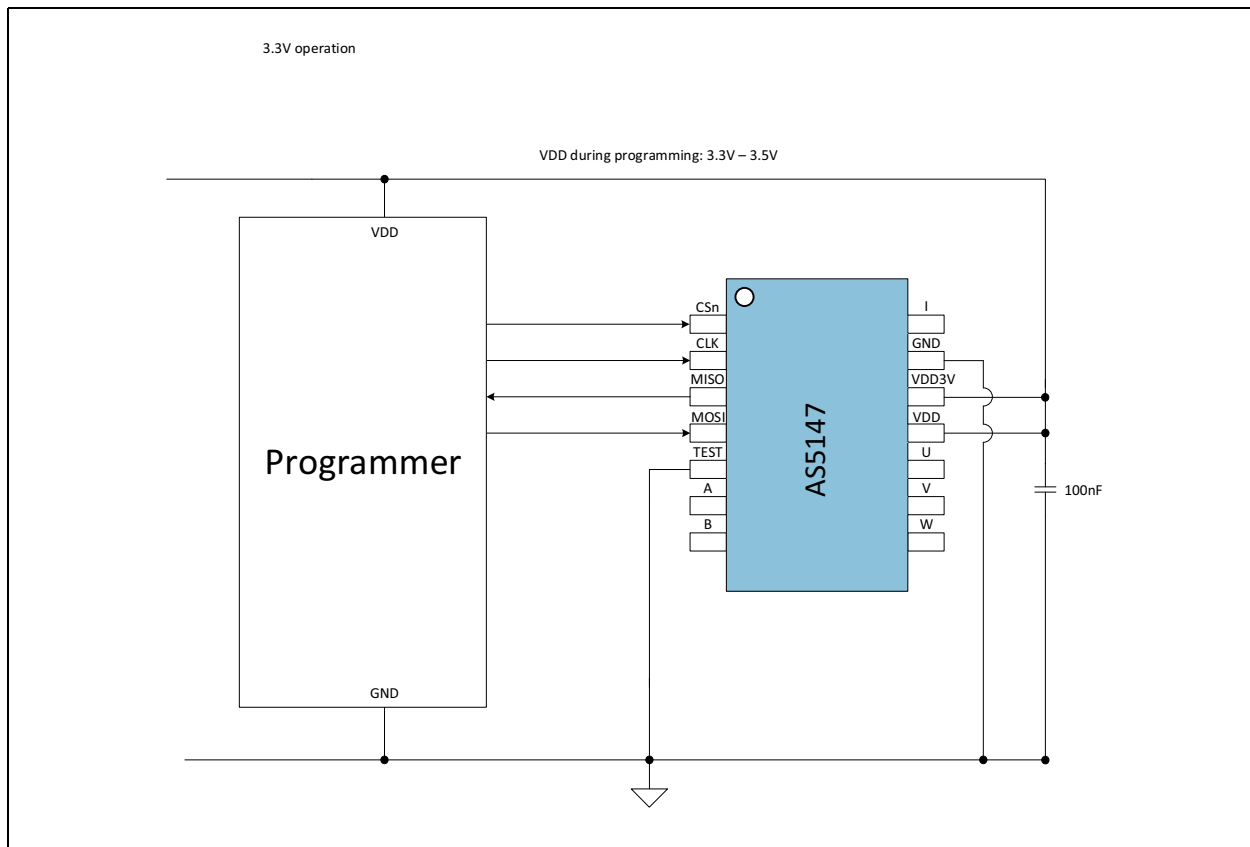 3.3V operation
VDD during programming: 3.3V – 3.5V
VDD
Programmer
GND
CSn
CLK
MISO
MOSI
TEST
A
B
AS5147
I
GND
VDD3V
VDD
U
V
W
100nF